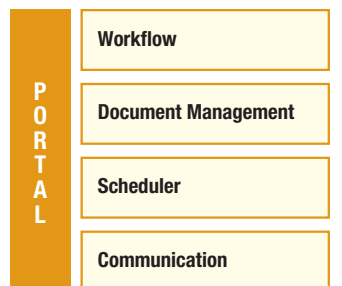 PORTAL
Workflow
Document Management
Scheduler
Communication